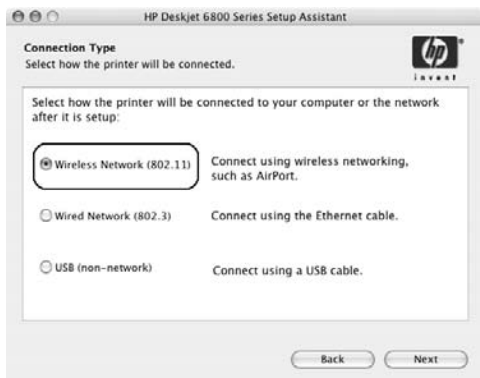 HP Deskjet 6800 Series Setup Assistant
Connection Type
Select how the printer will be connected.
hp
invent
Select how the printer will be connected to your computer or the network
after it is setup:
Wireless Network (802.11)
Connect using wireless networking,
such as AirPort.
Wired Network (802.3)
Connect using the Ethernet cable.
USB (non-network)
Connect using a USB cable.
Back
Next